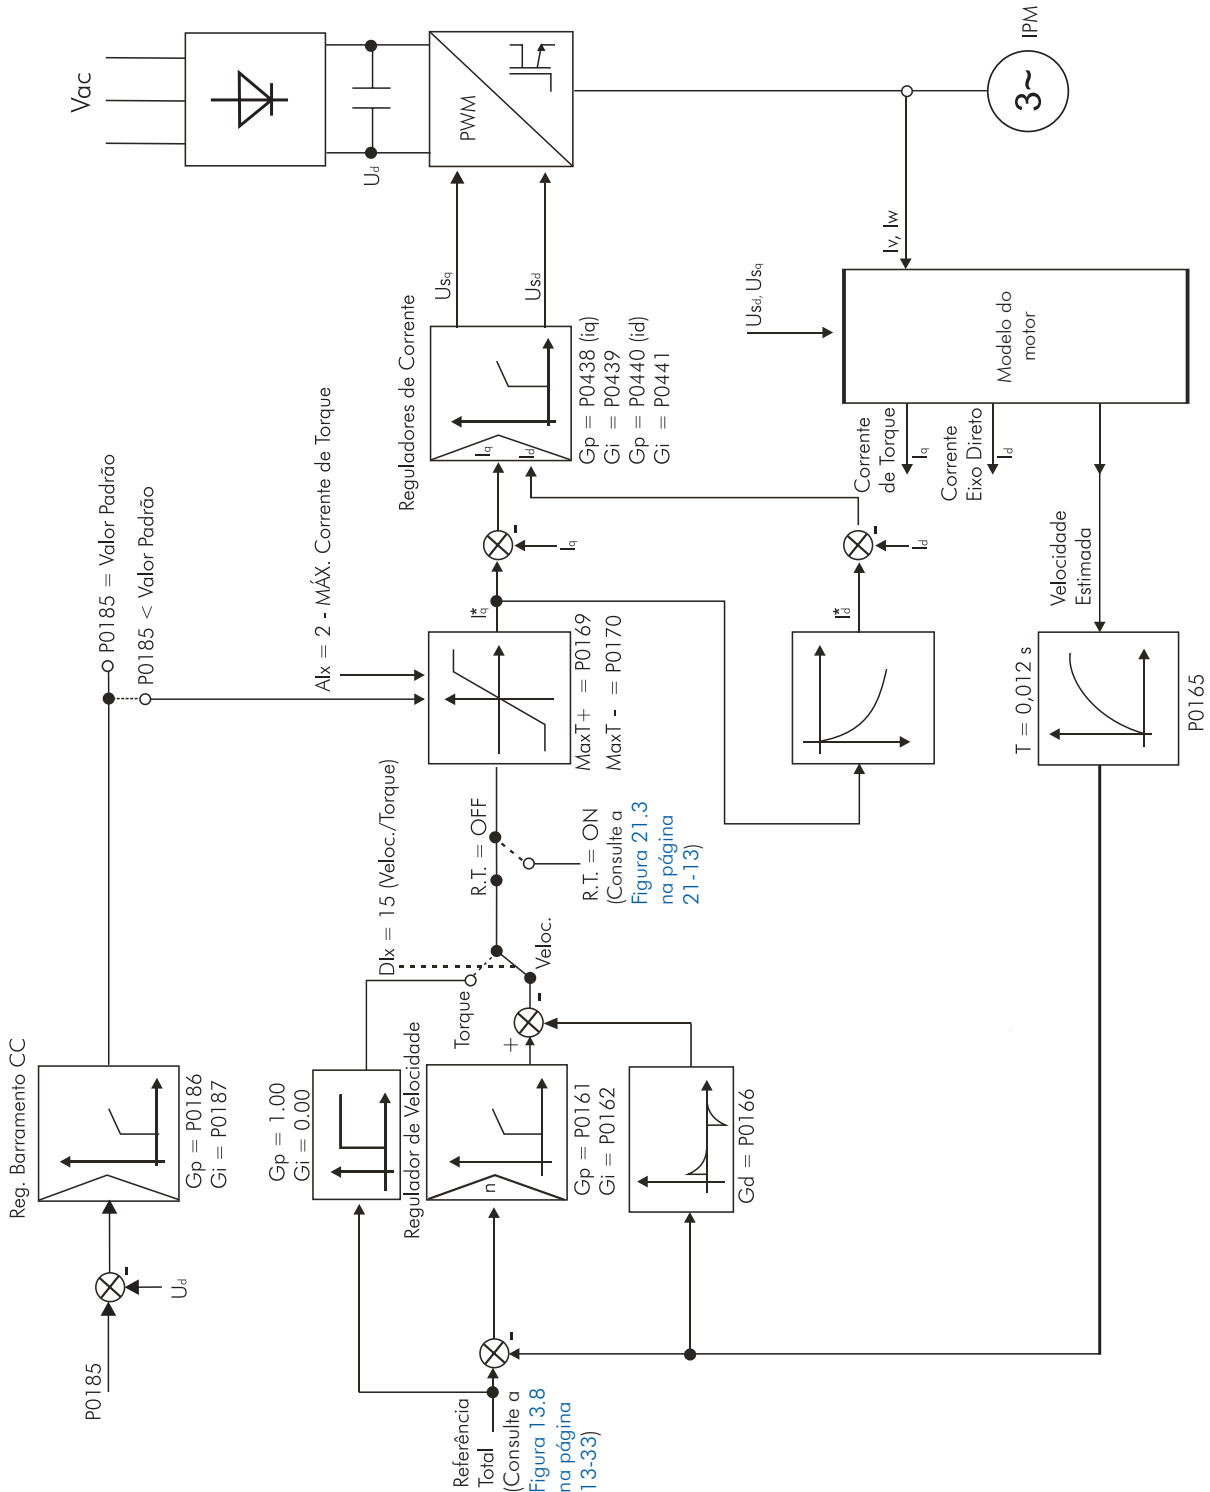 Reg. Barramento CC
P0185
Ud
Gp = P0186
Gi = P0187
P0185 = Valor Padrão
P0185 < Valor Padrão
AIx = 2 - MÁX. Corrente de Torque
Vac
Ud
PWM
IPM
3~
Usq
Usd
Reguladores de Corrente
Iq
Id
Gp = P0438 (iq)
Gi = P0439
Gp = P0440 (id)
Gi = P0441
Usd, Usq
Iv, Iw
Modelo do
motor
Corrente
de Torque
Iq
Corrente
Eixo Direto
Id
Velocidade
Estimada
-
Iq
I*q
-
Id
I*d
MaxT+ = P0169
MaxT - = P0170
T = 0,012 s
P0165
DIx = 15 (Veloc./Torque)
R.T. = OFF
R.T. = ON
(Consulte a
Figura 21.3
na página
21-13)
Torque
Veloc.
+
-
Gp = 1.00
Gi = 0.00
Regulador de Velocidade
n
Gp = P0161
Gi = P0162
Gd = P0166
-
-
Referência
Total
(Consulte a
Figura 13.8
na página
13-33)